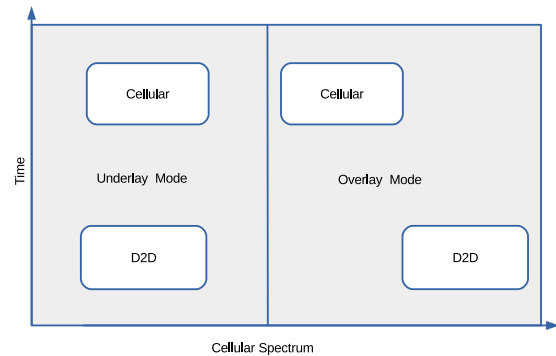 Cellular
Cellular
Time
Underlay Mode
Overlay Mode
D2D
D2D
Cellular Spectrum